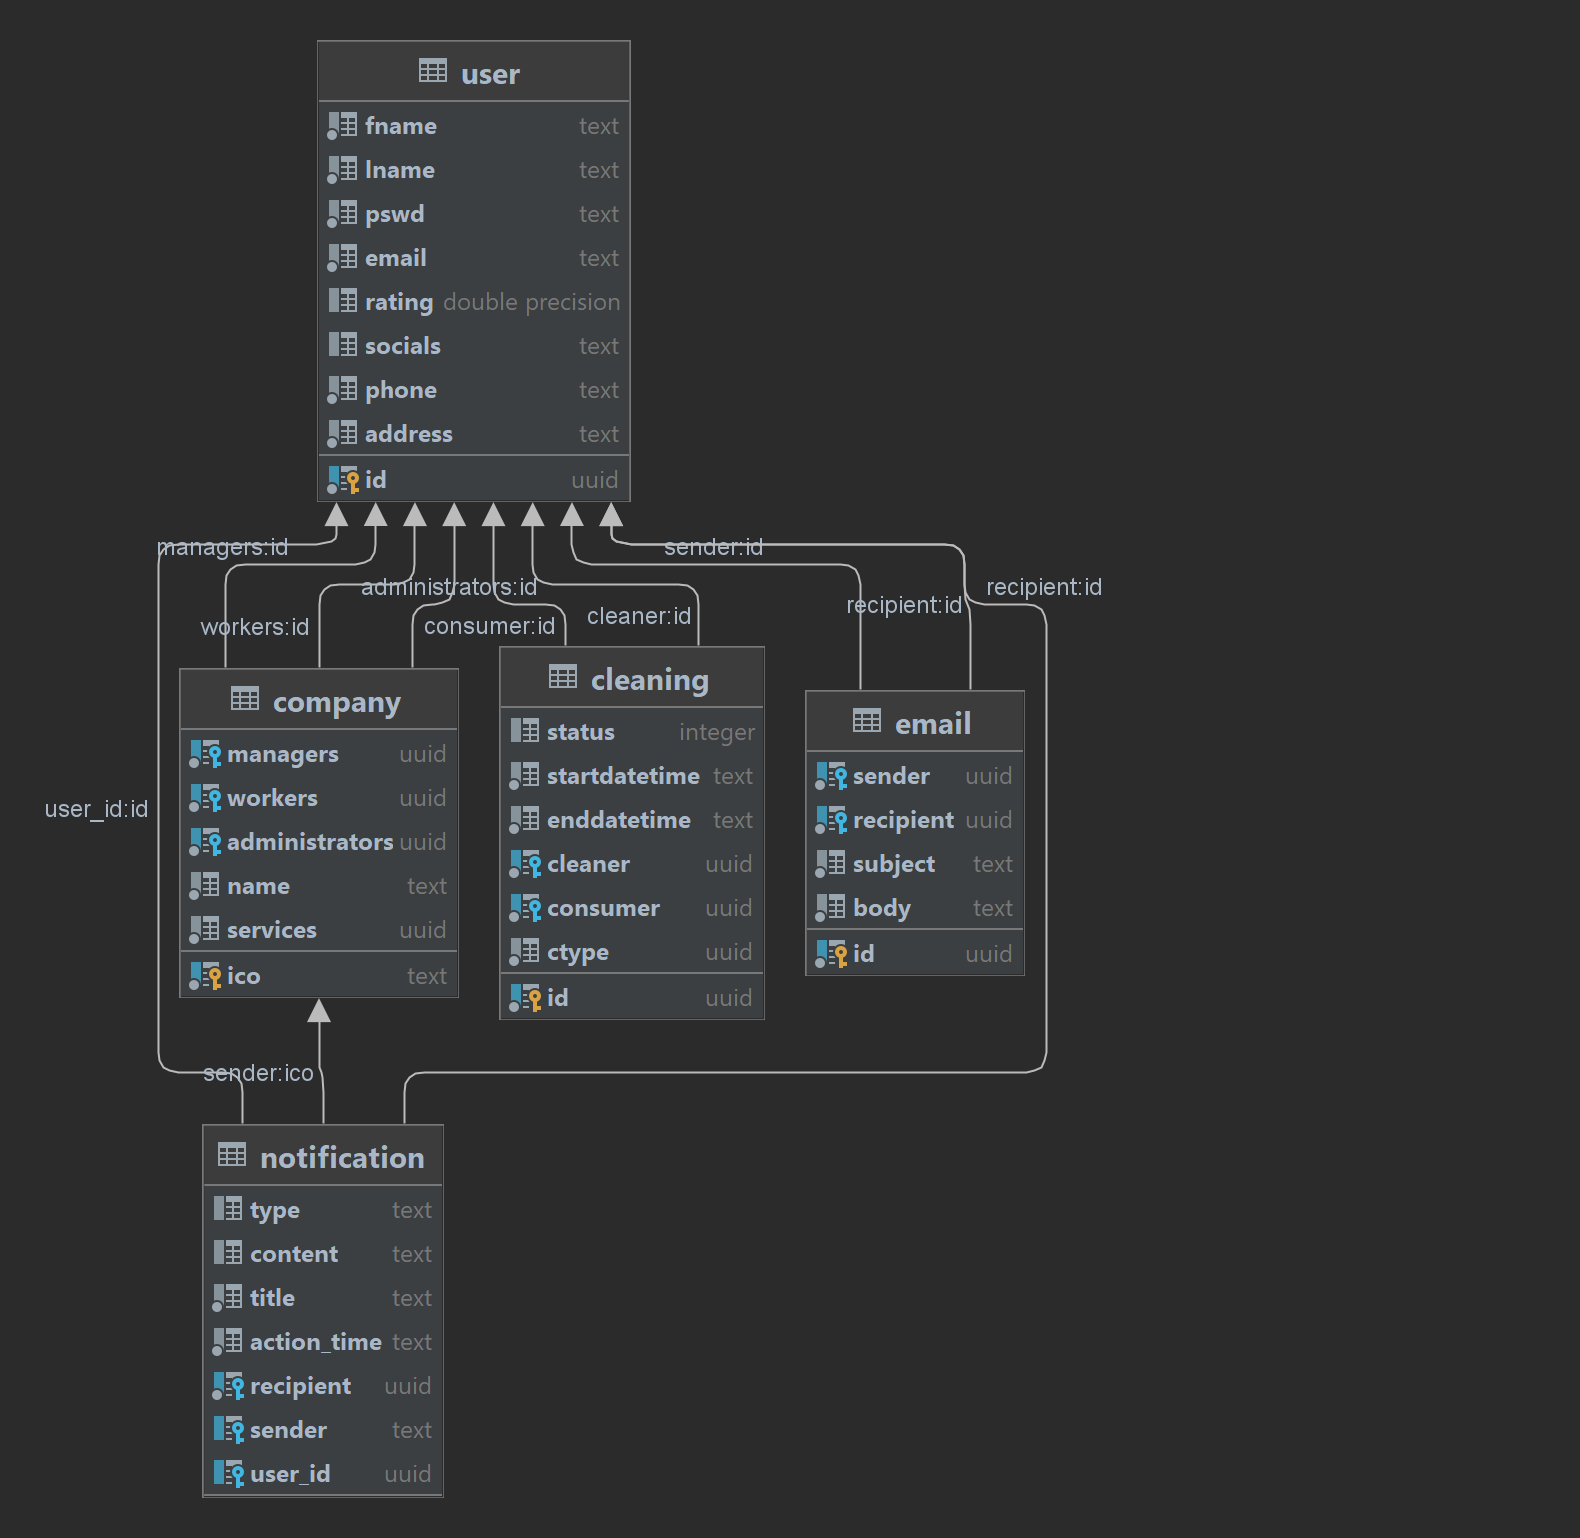 user
fname text
lname text
pswd text
email text
rating double precision
socials text
phone text
address text
id uuid
managers:id
sender:id
administrators:id
recipient:id
workers:id
consumer:id
cleaner:id
recipient:id
company
managers uuid
workers uuid
administrators uuid
name text
services uuid
ico text
cleaning
status integer
startdatetime text
enddatetime text
cleaner uuid
consumer uuid
ctype uuid
id uuid
email
sender uuid
recipient uuid
subject text
body text
id uuid
user_id:id
sender:ico
notification
type text
content text
title text
action_time text
recipient uuid
sender text
user_id uuid